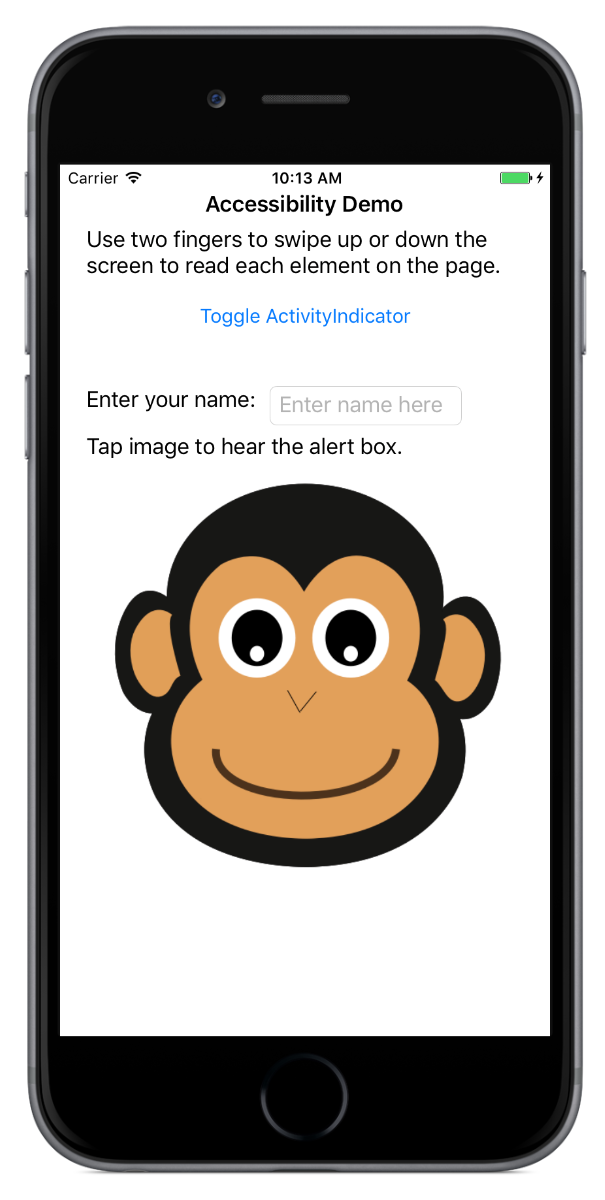 Carrier 10:13 AM
Accessibility Demo
Use two fingers to swipe up or down the
screen to read each element on the page.
Toggle ActivityIndicator
Enter your name: Enter name here
Tap image to hear the alert box.